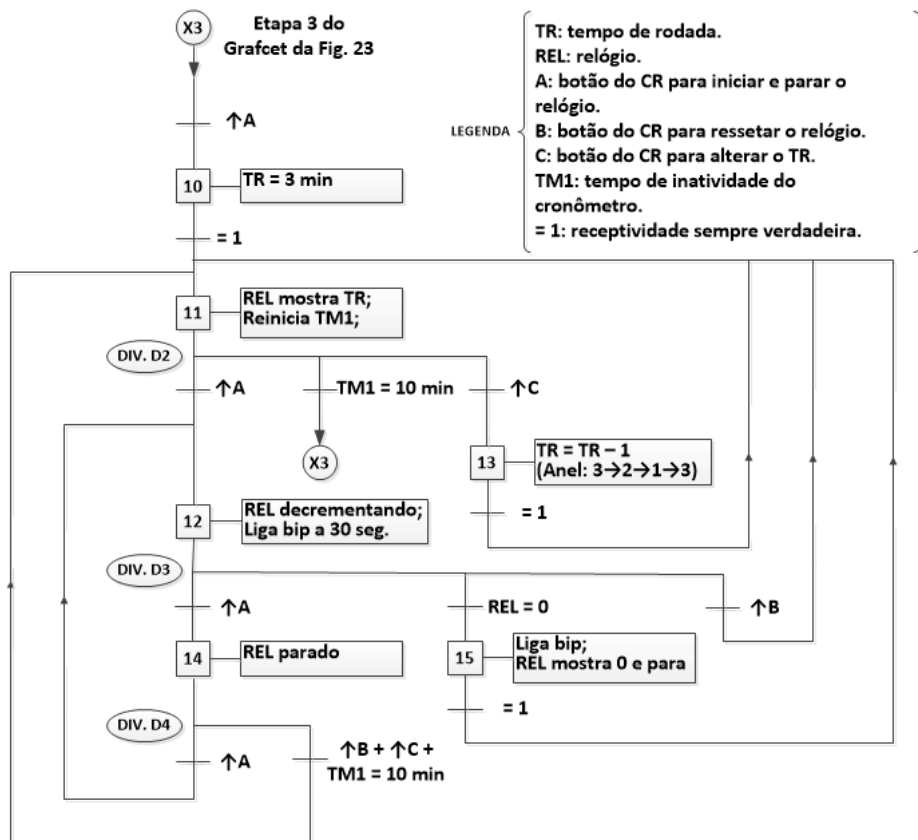 X3
Etapa 3 do
Grafcet da Fig. 23
LEGENDA
TR: tempo de rodada.
REL: relógio.
A: botão do CR para iniciar e parar o
relógio.
B: botão do CR para ressetar o relógio.
C: botão do CR para alterar o TR.
TM1: tempo de inatividade do
cronômetro.
= 1: receptividade sempre verdadeira.
↑A
10
TR = 3 min
= 1
11
REL mostra TR;
Reinicia TM1;
DIV. D2
↑A
TM1 = 10 min
↑C
X3
13
TR = TR – 1
(Anel: 3→2→1→3)
= 1
12
REL decrementando;
Liga bip a 30 seg.
DIV. D3
↑A
REL = 0
↑B
14
REL parado
15
Liga bip;
REL mostra 0 e para
= 1
DIV. D4
↑A
↑B + ↑C +
TM1 = 10 min